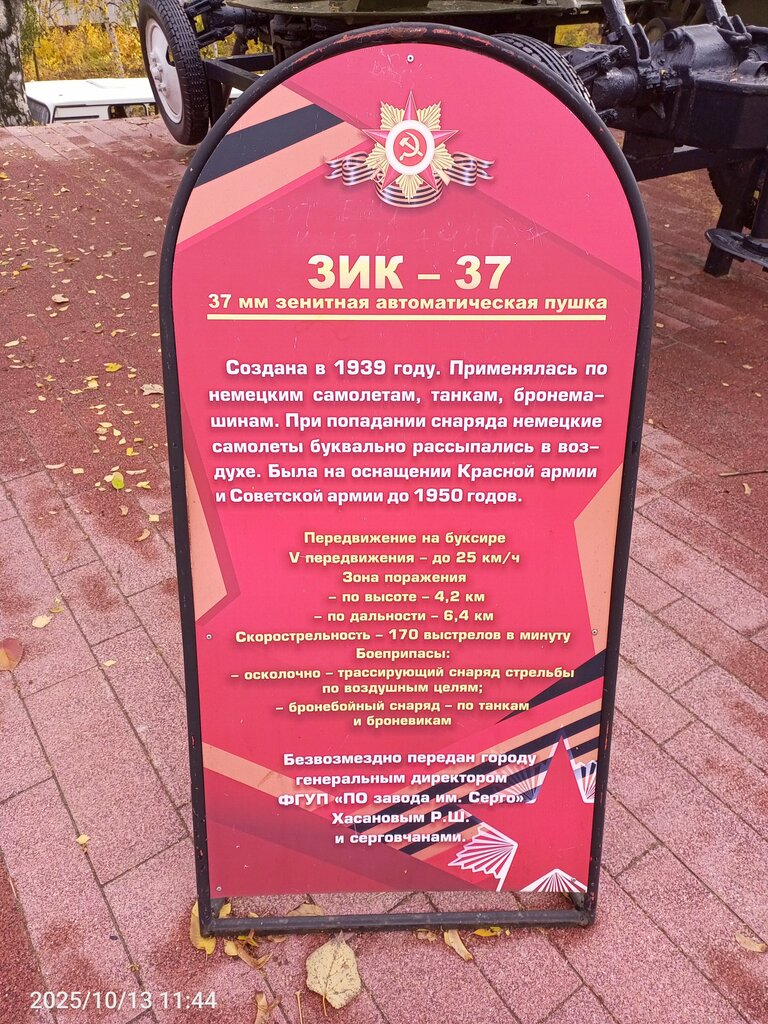 ЗИК – 37
37 мм зенитная автоматическая пушка
Создана в 1939 году. Применялась по
немецким самолетам, танкам, бронема–
шинам. При попадании снаряда немецкие
самолеты буквально рассыпались в воз–
духе. Была на оснащении Красной армии
и Советской армии до 1950 годов.
Передвижение на буксире
V передвижения – до 25 км/ч
Зона поражения
– по высоте – 4,2 км
– по дальности – 6,4 км
Скорострельность – 170 выстрелов в минуту
Боеприпасы:
– осколочно – трассирующий снаряд стрельбы
по воздушным целям;
– бронебойный снаряд – по танкам
и броневикам
Безвозмездно передан городу
генеральным директором
ФГУП «ПО завода им. Серго»
Хасановым Р.Ш.
и серговчанами.
2025/10/13 11:44